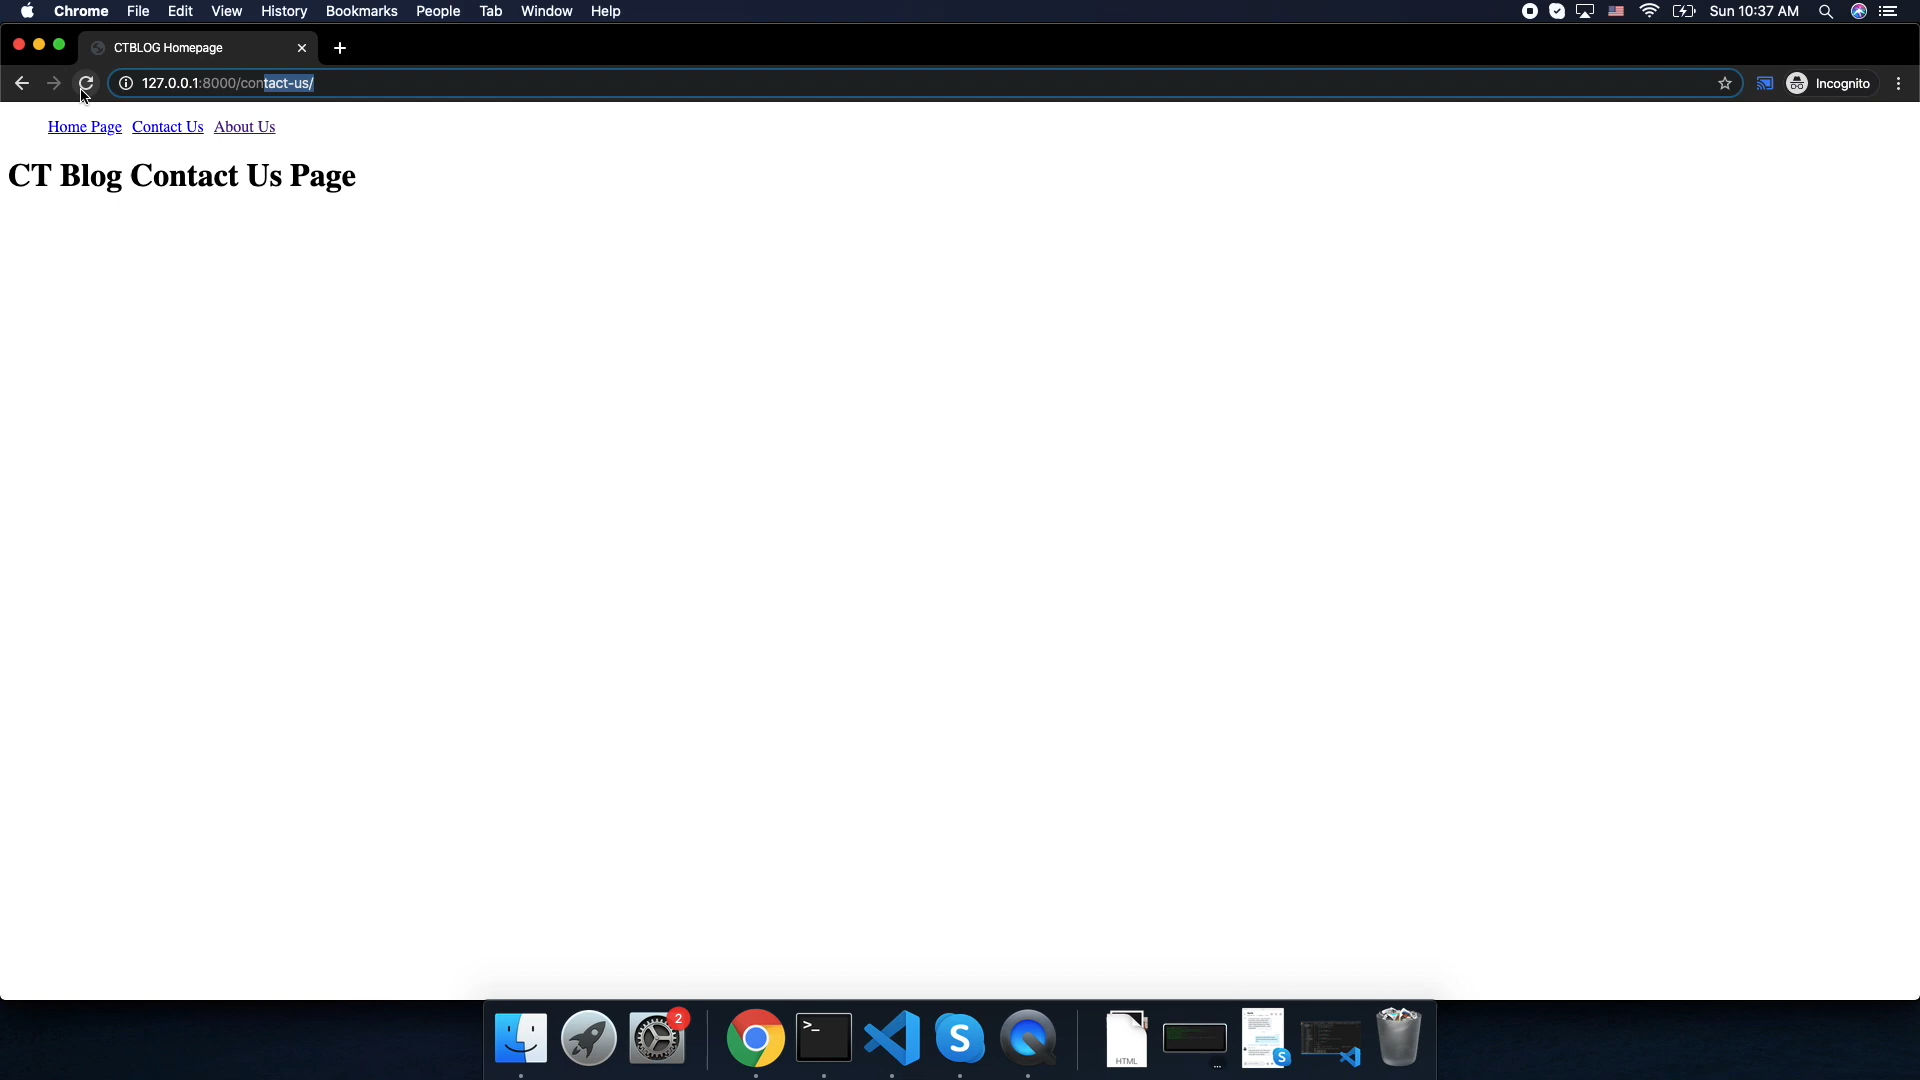 Chrome File Edit View History Bookmarks People Tab Window Help Sun 10:37 AM
CTBLOG Homepage
127.0.0.1:8000/contact-us/ Incognito
Home Page Contact Us About Us
CT Blog Contact Us Page
2
>_
S
HTML
S